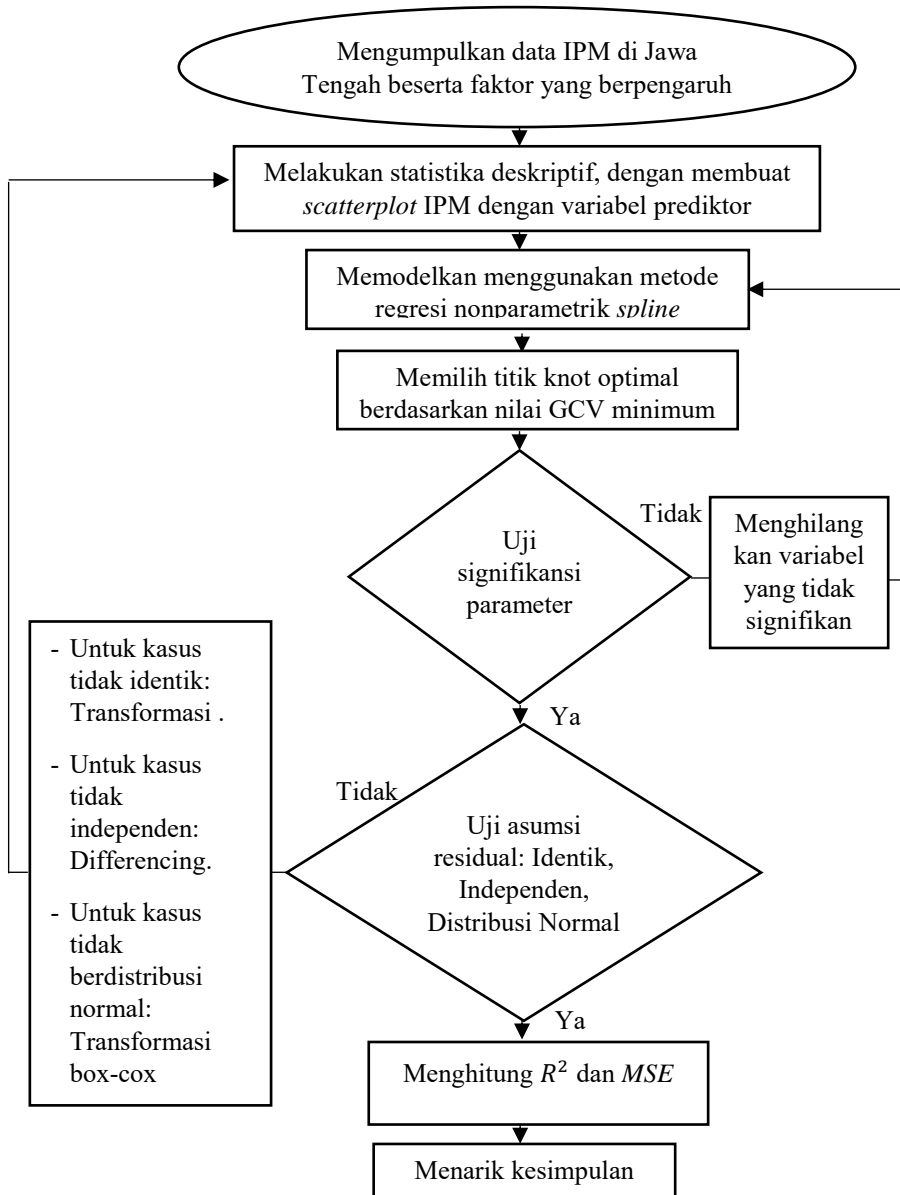 Mengumpulkan data IPM di Jawa
Tengah beserta faktor yang berpengaruh
Melakukan statistika deskriptif, dengan membuat
scatterplot IPM dengan variabel prediktor
Memodelkan menggunakan metode
regresi nonparametrik spline
Memilih titik knot optimal
berdasarkan nilai GCV minimum
Uji
signifikansi
parameter
Tidak
Menghilang
kan variabel
yang tidak
signifikan
Ya
Uji asumsi
residual: Identik,
Independen,
Distribusi Normal
Tidak
- Untuk kasus
tidak identik:
Transformasi .
- Untuk kasus
tidak
independen:
Differencing.
- Untuk kasus
tidak
berdistribusi
normal:
Transformasi
box-cox
Ya
Menghitung R² dan MSE
Menarik kesimpulan